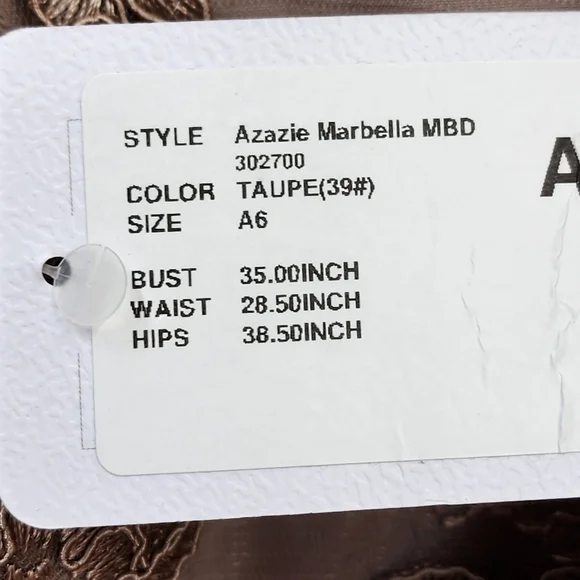 STYLE Azazie Marbella MBD
302700
COLOR TAUPE(39#)
SIZE A6
BUST 35.00INCH
WAIST 28.50INCH
HIPS 38.50INCH